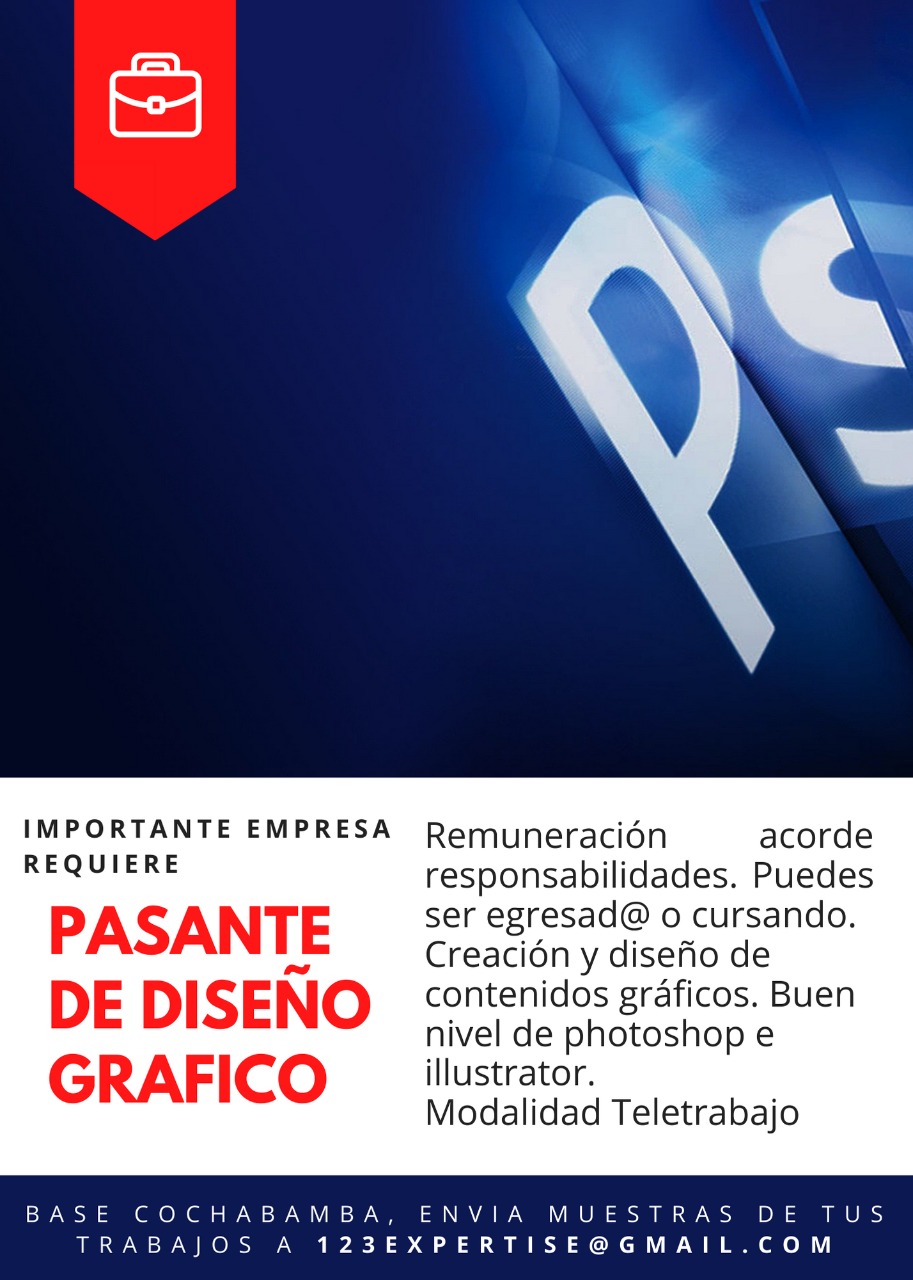 PS
IMPORTANTE EMPRESA
REQUIERE
PASANTE
DE DISEÑO
GRAFICO
Remuneración acorde
responsabilidades. Puedes
ser egresad@ o cursando.
Creación y diseño de
contenidos gráficos. Buen
nivel de photoshop e
illustrator.
Modalidad Teletrabajo
BASE COCHABAMBA, ENVIA MUESTRAS DE TUS
TRABAJOS A 123EXPERTISE@GMAIL.COM